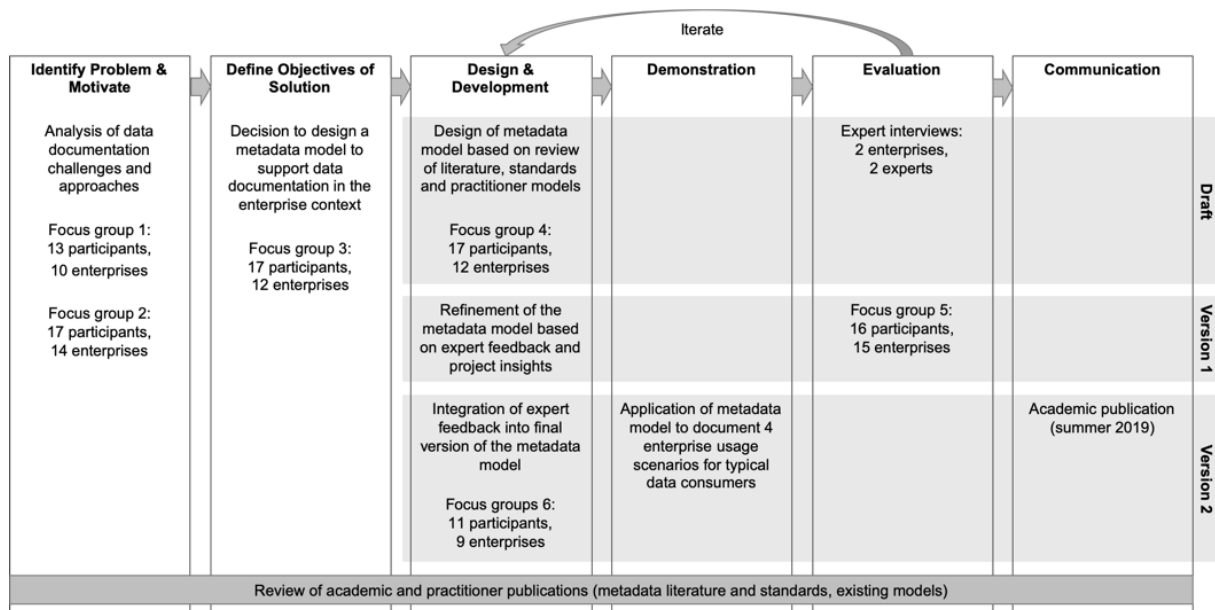 Iterate
Identify Problem &
Motivate
Define Objectives of
Solution
Design &
Development
Demonstration
Evaluation
Communication
Analysis of data
documentation
challenges and
approaches
Focus group 1:
13 participants,
10 enterprises
Focus group 2:
17 participants,
14 enterprises
Decision to design a
metadata model to
support data
documentation in the
enterprise context
Focus group 3:
17 participants,
12 enterprises
Design of metadata
model based on review
of literature, standards
and practitioner models
Focus group 4:
17 participants,
12 enterprises
Expert interviews:
2 enterprises,
2 experts
Draft
Refinement of the
metadata model based
on expert feedback and
project insights
Focus group 5:
16 participants,
15 enterprises
Version 1
Integration of expert
feedback into final
version of the metadata
model
Focus groups 6:
11 participants,
9 enterprises
Application of metadata
model to document 4
enterprise usage
scenarios for typical
data consumers
Academic publication
(summer 2019)
Version 2
Review of academic and practitioner publications (metadata literature and standards, existing models)